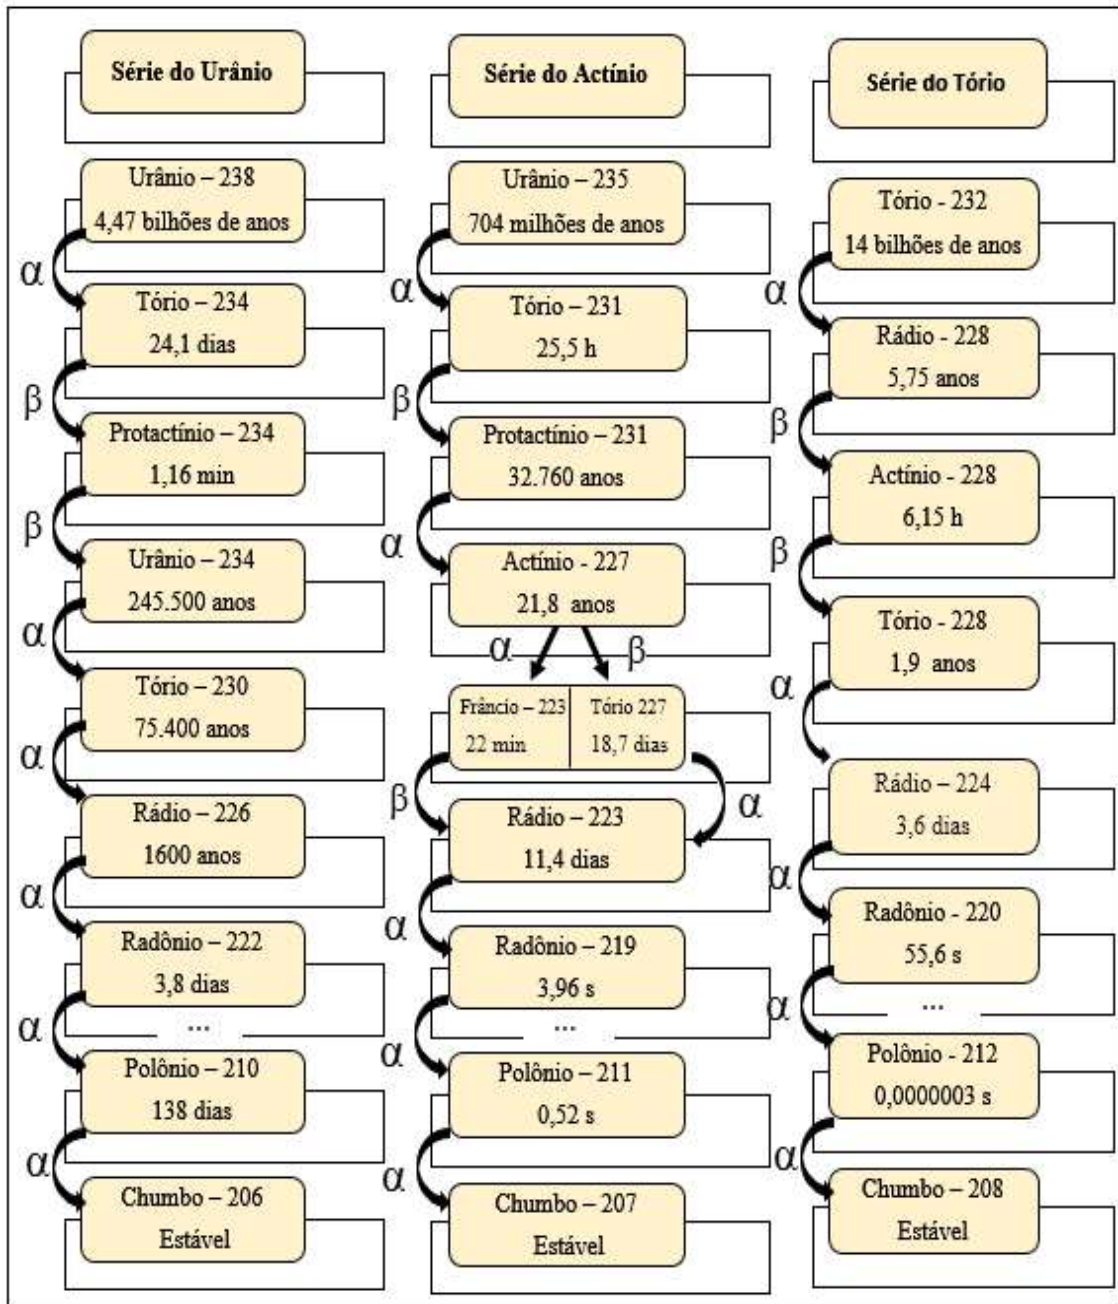 Série do Urânio
Urânio – 238
4,47 bilhões de anos
α
Tório – 234
24,1 dias
β
Protactínio – 234
1,16 min
β
Urânio – 234
245.500 anos
α
Tório – 230
75.400 anos
α
Rádio – 226
1600 anos
α
Radônio – 222
3,8 dias
...
α
Polônio – 210
138 dias
α
Chumbo – 206
Estável
Série do Actínio
Urânio – 235
704 milhões de anos
α
Tório – 231
25,5 h
β
Protactínio – 231
32.760 anos
α
Actínio - 227
21,8 anos
α β
Frâncio – 223
22 min
Tório 227
18,7 dias
β α
Rádio – 223
11,4 dias
α
Radônio – 219
3,96 s
...
α
Polônio – 211
0,52 s
α
Chumbo – 207
Estável
Série do Tório
Tório - 232
14 bilhões de anos
α
Rádio - 228
5,75 anos
β
Actínio - 228
6,15 h
β
Tório - 228
1,9 anos
α
Rádio – 224
3,6 dias
α
Radônio - 220
55,6 s
...
α
Polônio - 212
0,0000003 s
α
Chumbo – 208
Estável